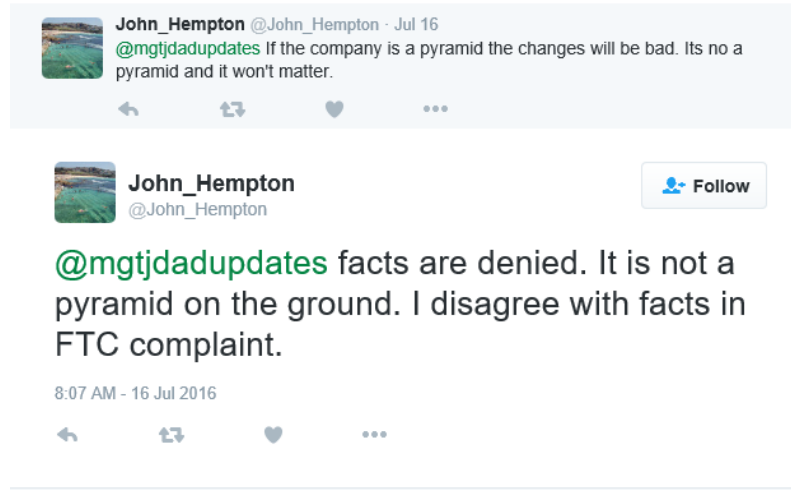 John_Hempton @John_Hempton · Jul 16
@mgtjdadupdates If the company is a pyramid the changes will be bad. Its no a
pyramid and it won't matter.
John_Hempton
@John_Hempton
Follow
@mgtjdadupdates facts are denied. It is not a
pyramid on the ground. I disagree with facts in
FTC complaint.
8:07 AM - 16 Jul 2016